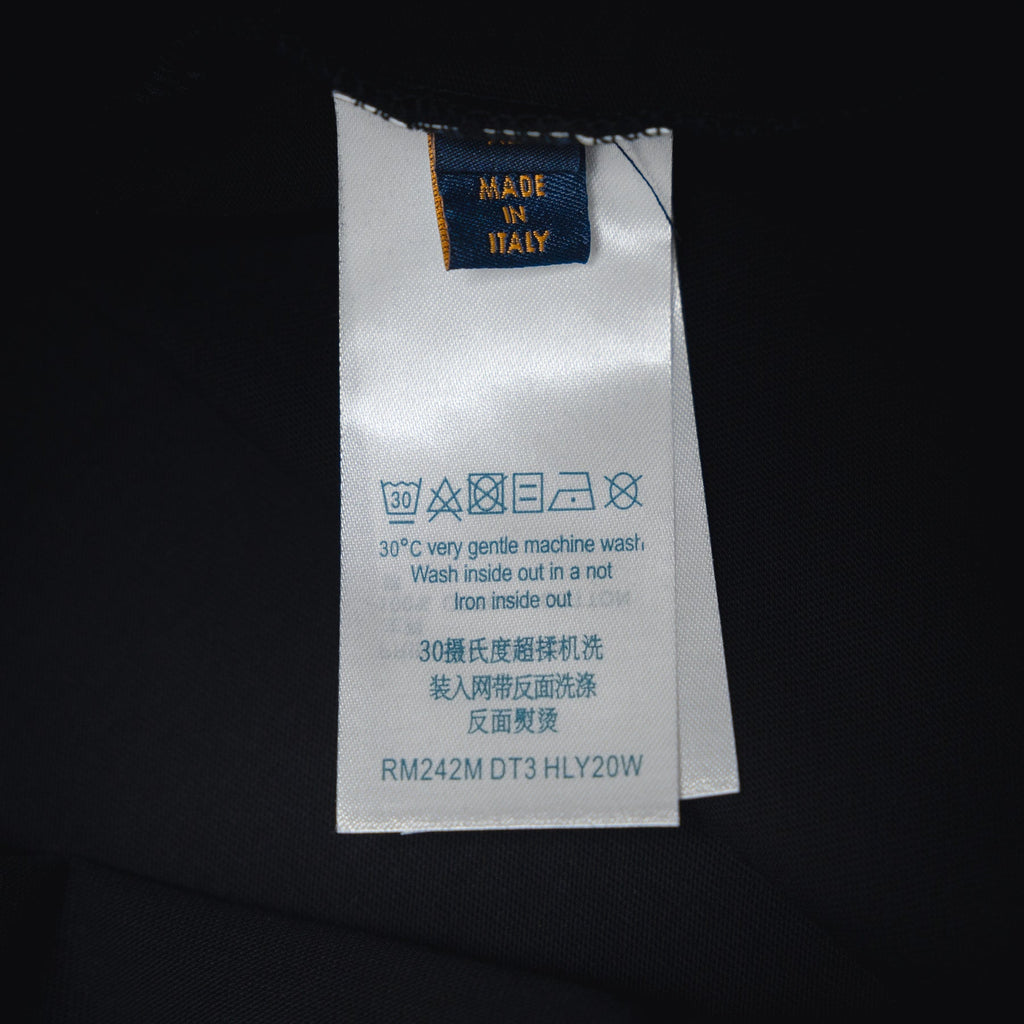 MADE
IN
ITALY
30
30°C very gentle machine wash
Wash inside out in a not
Iron inside out
30摄氏度超揉机洗
装入网带反面洗涤
反面熨烫
RM242M DT3 HLY20W